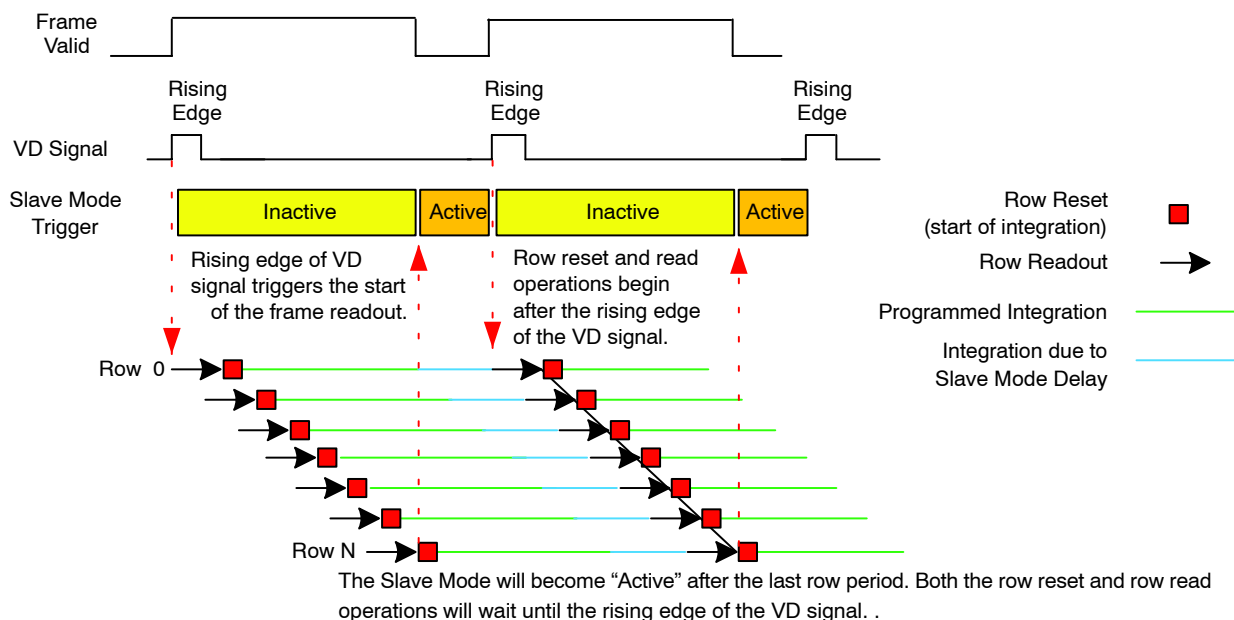 Frame
Valid
Rising
Edge
Rising
Edge
Rising
Edge
VD Signal
Slave Mode
Trigger
Inactive
Active
Inactive
Active
Rising edge of VD
signal triggers the start
of the frame readout.
Row reset and read
operations begin
after the rising edge
of the VD signal.
Row Reset
(start of integration)
Row Readout
Programmed Integration
Integration due to
Slave Mode Delay
Row 0
Row N
The Slave Mode will become “Active” after the last row period. Both the row reset and row read
operations will wait until the rising edge of the VD signal. .